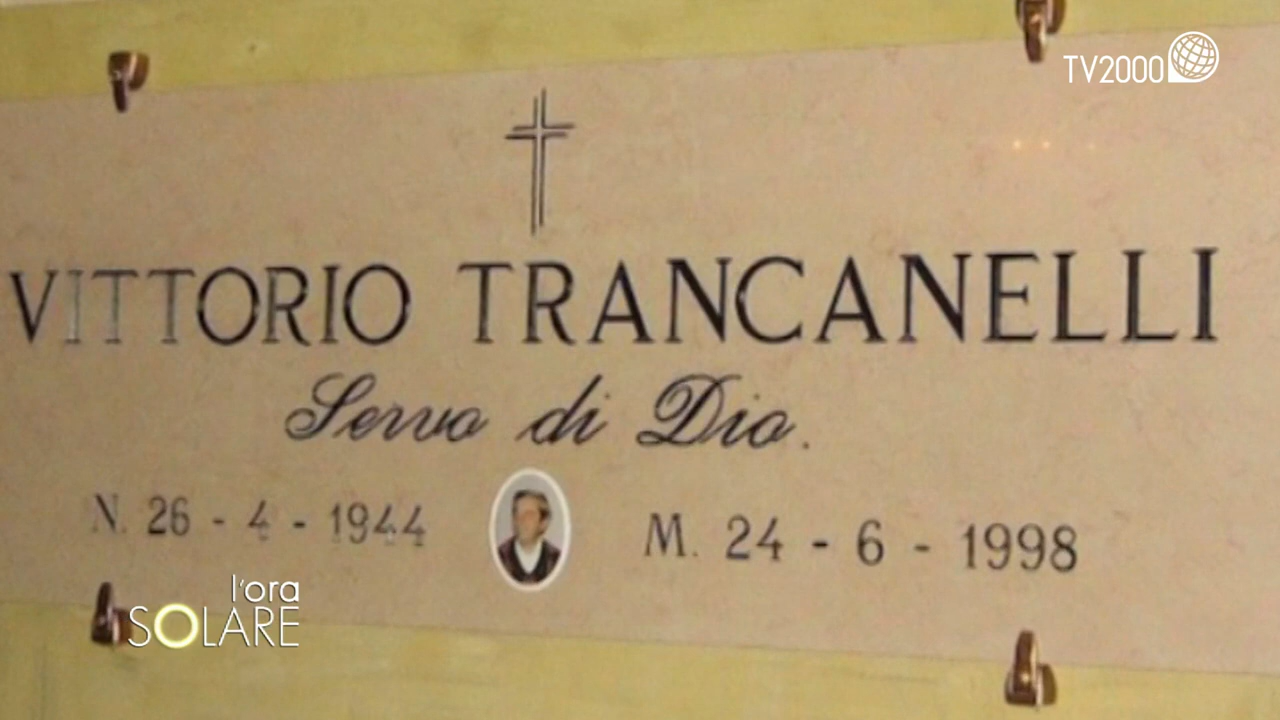 TV2000
VITTORIO TRANCANELLI
Servo di Dio.
N. 26 - 4 - 1944 M. 24 - 6 - 1998
l'ora
SOLARE